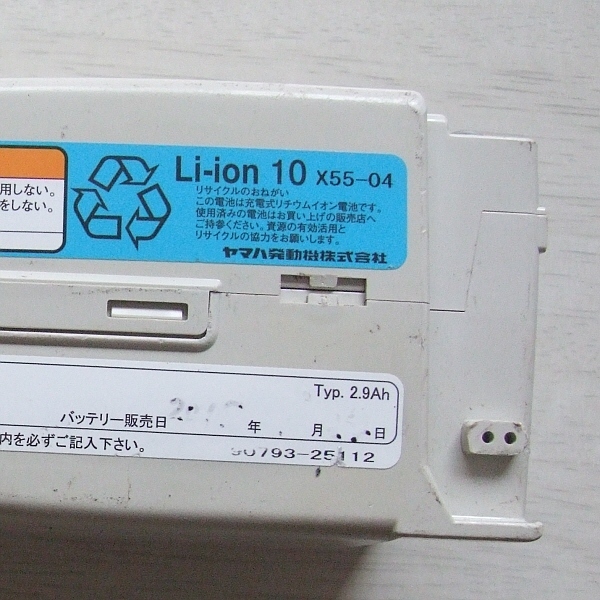 用しない。
をしない。
Li-ion 10 X55-04
リサイクルのおねがい
この電池は充電式リチウムイオン電池です。
使用済みの電池はお買い上げの販売店へ
ご持参ください。資源の有効活用と
リサイクルの協力をお願いします。
ヤマハ発動機株式会社
Typ. 2.9Ah
バッテリー販売日 年 月 日
内を必ずご記入下さい。
90793-25112